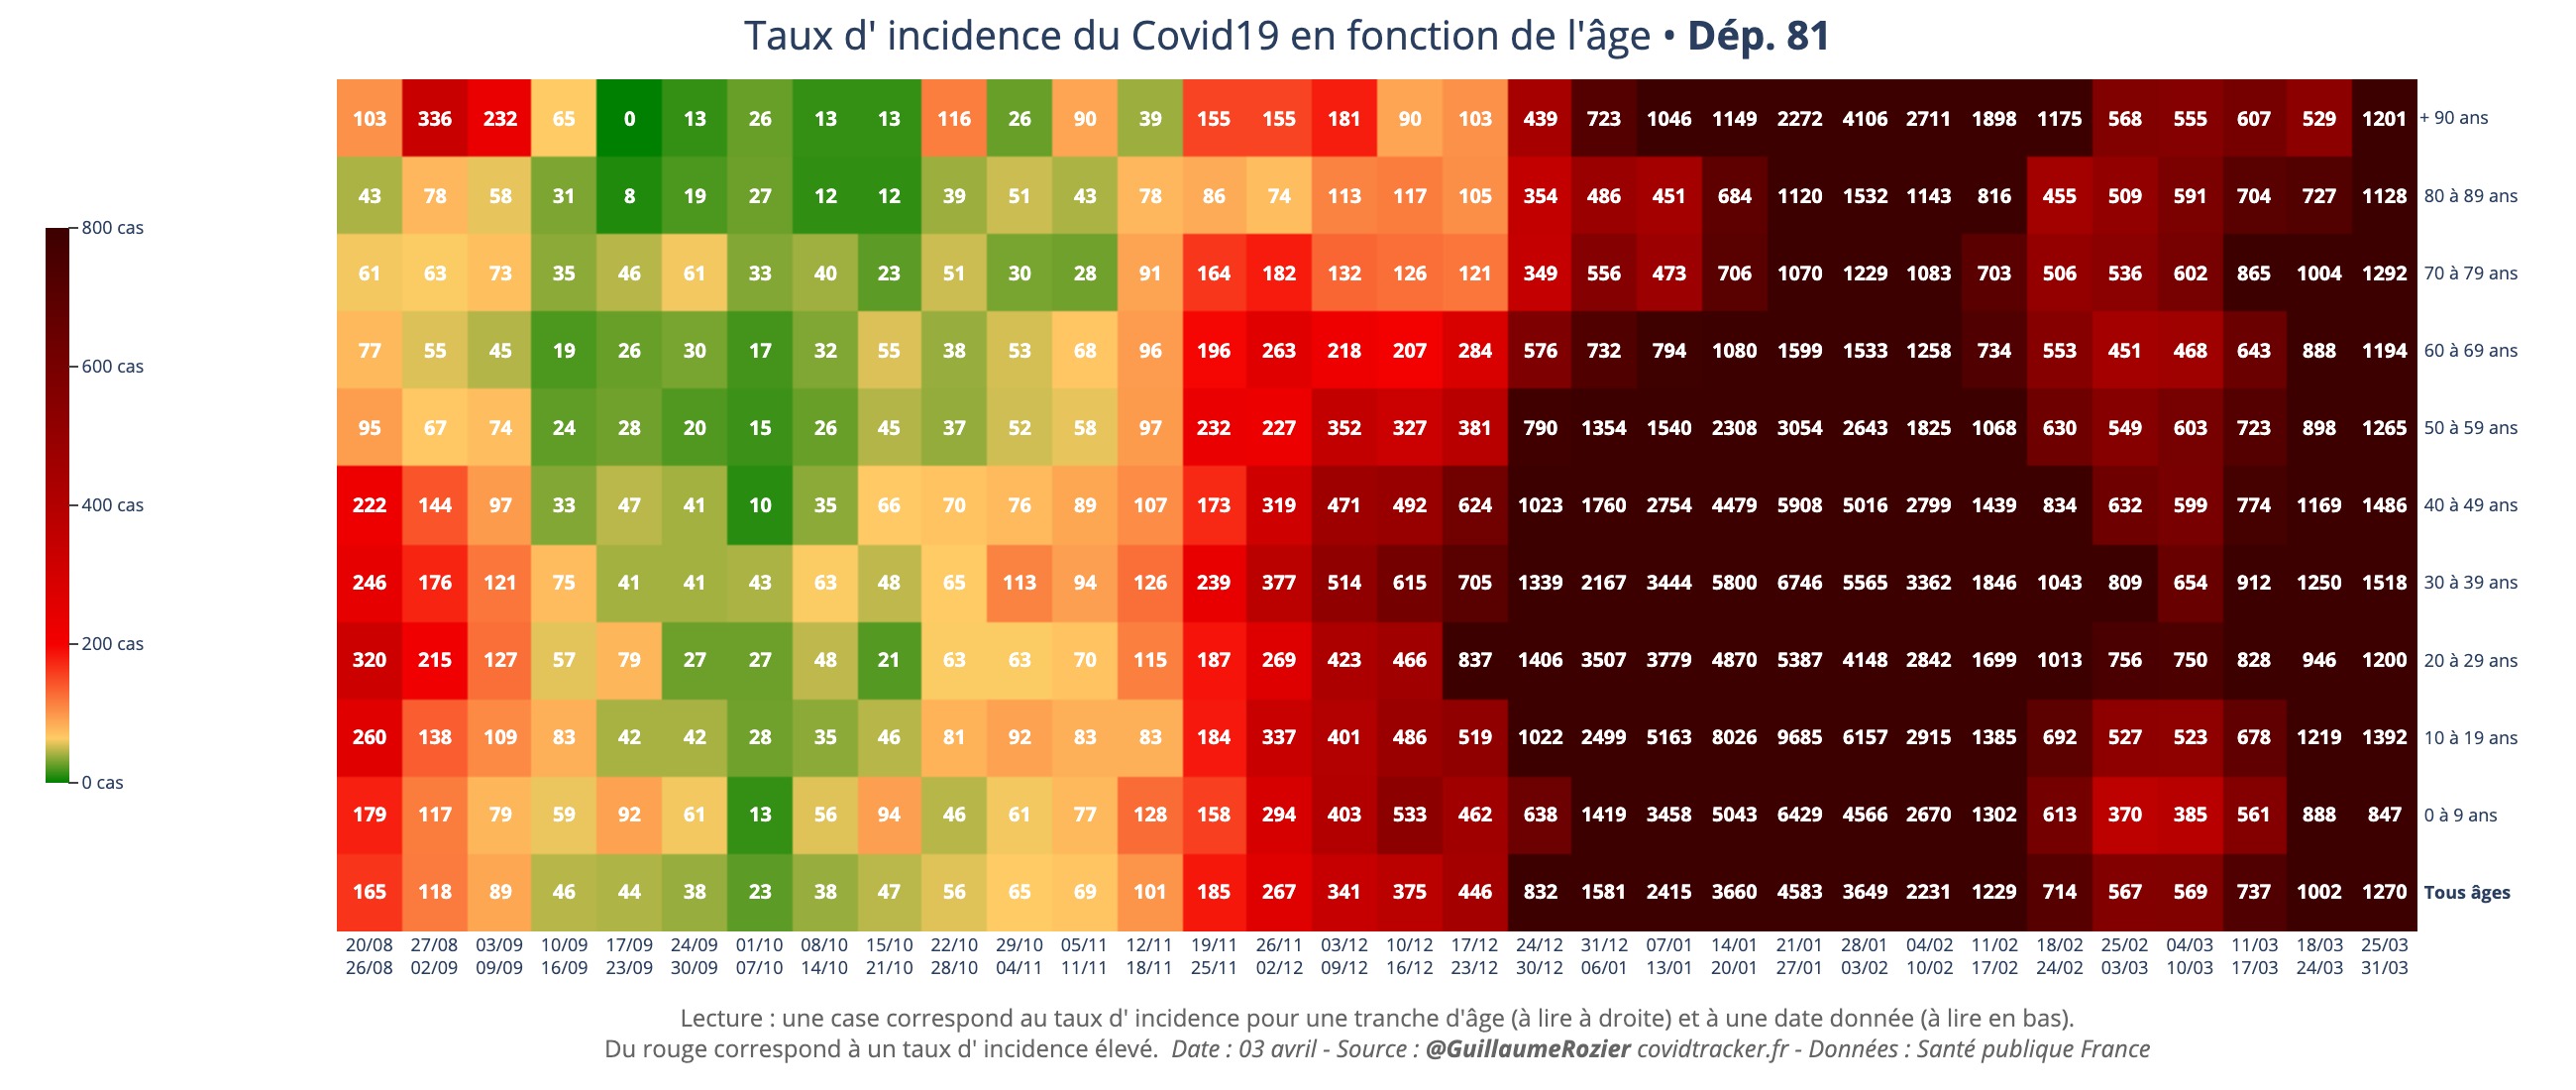 Taux d' incidence du Covid19 en fonction de l'âge • Dép. 81
103 336 232 65 0 13 26 13 13 116 26 90 39 155 155 181 90 103 439 723 1046 1149 2272 4106 2711 1898 1175 568 555 607 529 1201 + 90 ans
43 78 58 31 8 19 27 12 12 39 51 43 78 86 74 113 117 105 354 486 451 684 1120 1532 1143 816 455 509 591 704 727 1128 80 à 89 ans
800 cas
61 63 73 35 46 61 33 40 23 51 30 28 91 164 182 132 126 121 349 556 473 706 1070 1229 1083 703 506 536 602 865 1004 1292 70 à 79 ans
77 55 45 19 26 30 17 32 55 38 53 68 96 196 263 218 207 284 576 732 794 1080 1599 1533 1258 734 553 451 468 643 888 1194 60 à 69 ans
600 cas
95 67 74 24 28 20 15 26 45 37 52 58 97 232 227 352 327 381 790 1354 1540 2308 3054 2643 1825 1068 630 549 603 723 898 1265 50 à 59 ans
400 cas
222 144 97 33 47 41 10 35 66 70 76 89 107 173 319 471 492 624 1023 1760 2754 4479 5908 5016 2799 1439 834 632 599 774 1169 1486 40 à 49 ans
246 176 121 75 41 41 43 63 48 65 113 94 126 239 377 514 615 705 1339 2167 3444 5800 6746 5565 3362 1846 1043 809 654 912 1250 1518 30 à 39 ans
200 cas
320 215 127 57 79 27 27 48 21 63 63 70 115 187 269 423 466 837 1406 3507 3779 4870 5387 4148 2842 1699 1013 756 750 828 946 1200 20 à 29 ans
260 138 109 83 42 42 28 35 46 81 92 83 83 184 337 401 486 519 1022 2499 5163 8026 9685 6157 2915 1385 692 527 523 678 1219 1392 10 à 19 ans
0 cas
179 117 79 59 92 61 13 56 94 46 61 77 128 158 294 403 533 462 638 1419 3458 5043 6429 4566 2670 1302 613 370 385 561 888 847 0 à 9 ans
165 118 89 46 44 38 23 38 47 56 65 69 101 185 267 341 375 446 832 1581 2415 3660 4583 3649 2231 1229 714 567 569 737 1002 1270 Tous âges
20/08 27/08 03/09 10/09 17/09 24/09 01/10 08/10 15/10 22/10 29/10 05/11 12/11 19/11 26/11 03/12 10/12 17/12 24/12 31/12 07/01 14/01 21/01 28/01 04/02 11/02 18/02 25/02 04/03 11/03 18/03 25/03
26/08 02/09 09/09 16/09 23/09 30/09 07/10 14/10 21/10 28/10 04/11 11/11 18/11 25/11 02/12 09/12 16/12 23/12 30/12 06/01 13/01 20/01 27/01 03/02 10/02 17/02 24/02 03/03 10/03 17/03 24/03 31/03
Lecture : une case correspond au taux d' incidence pour une tranche d'âge (à lire à droite) et à une date donnée (à lire en bas).
Du rouge correspond à un taux d' incidence élevé. Date : 03 avril - Source : @GuillaumeRozier covidtracker.fr - Données : Santé publique France